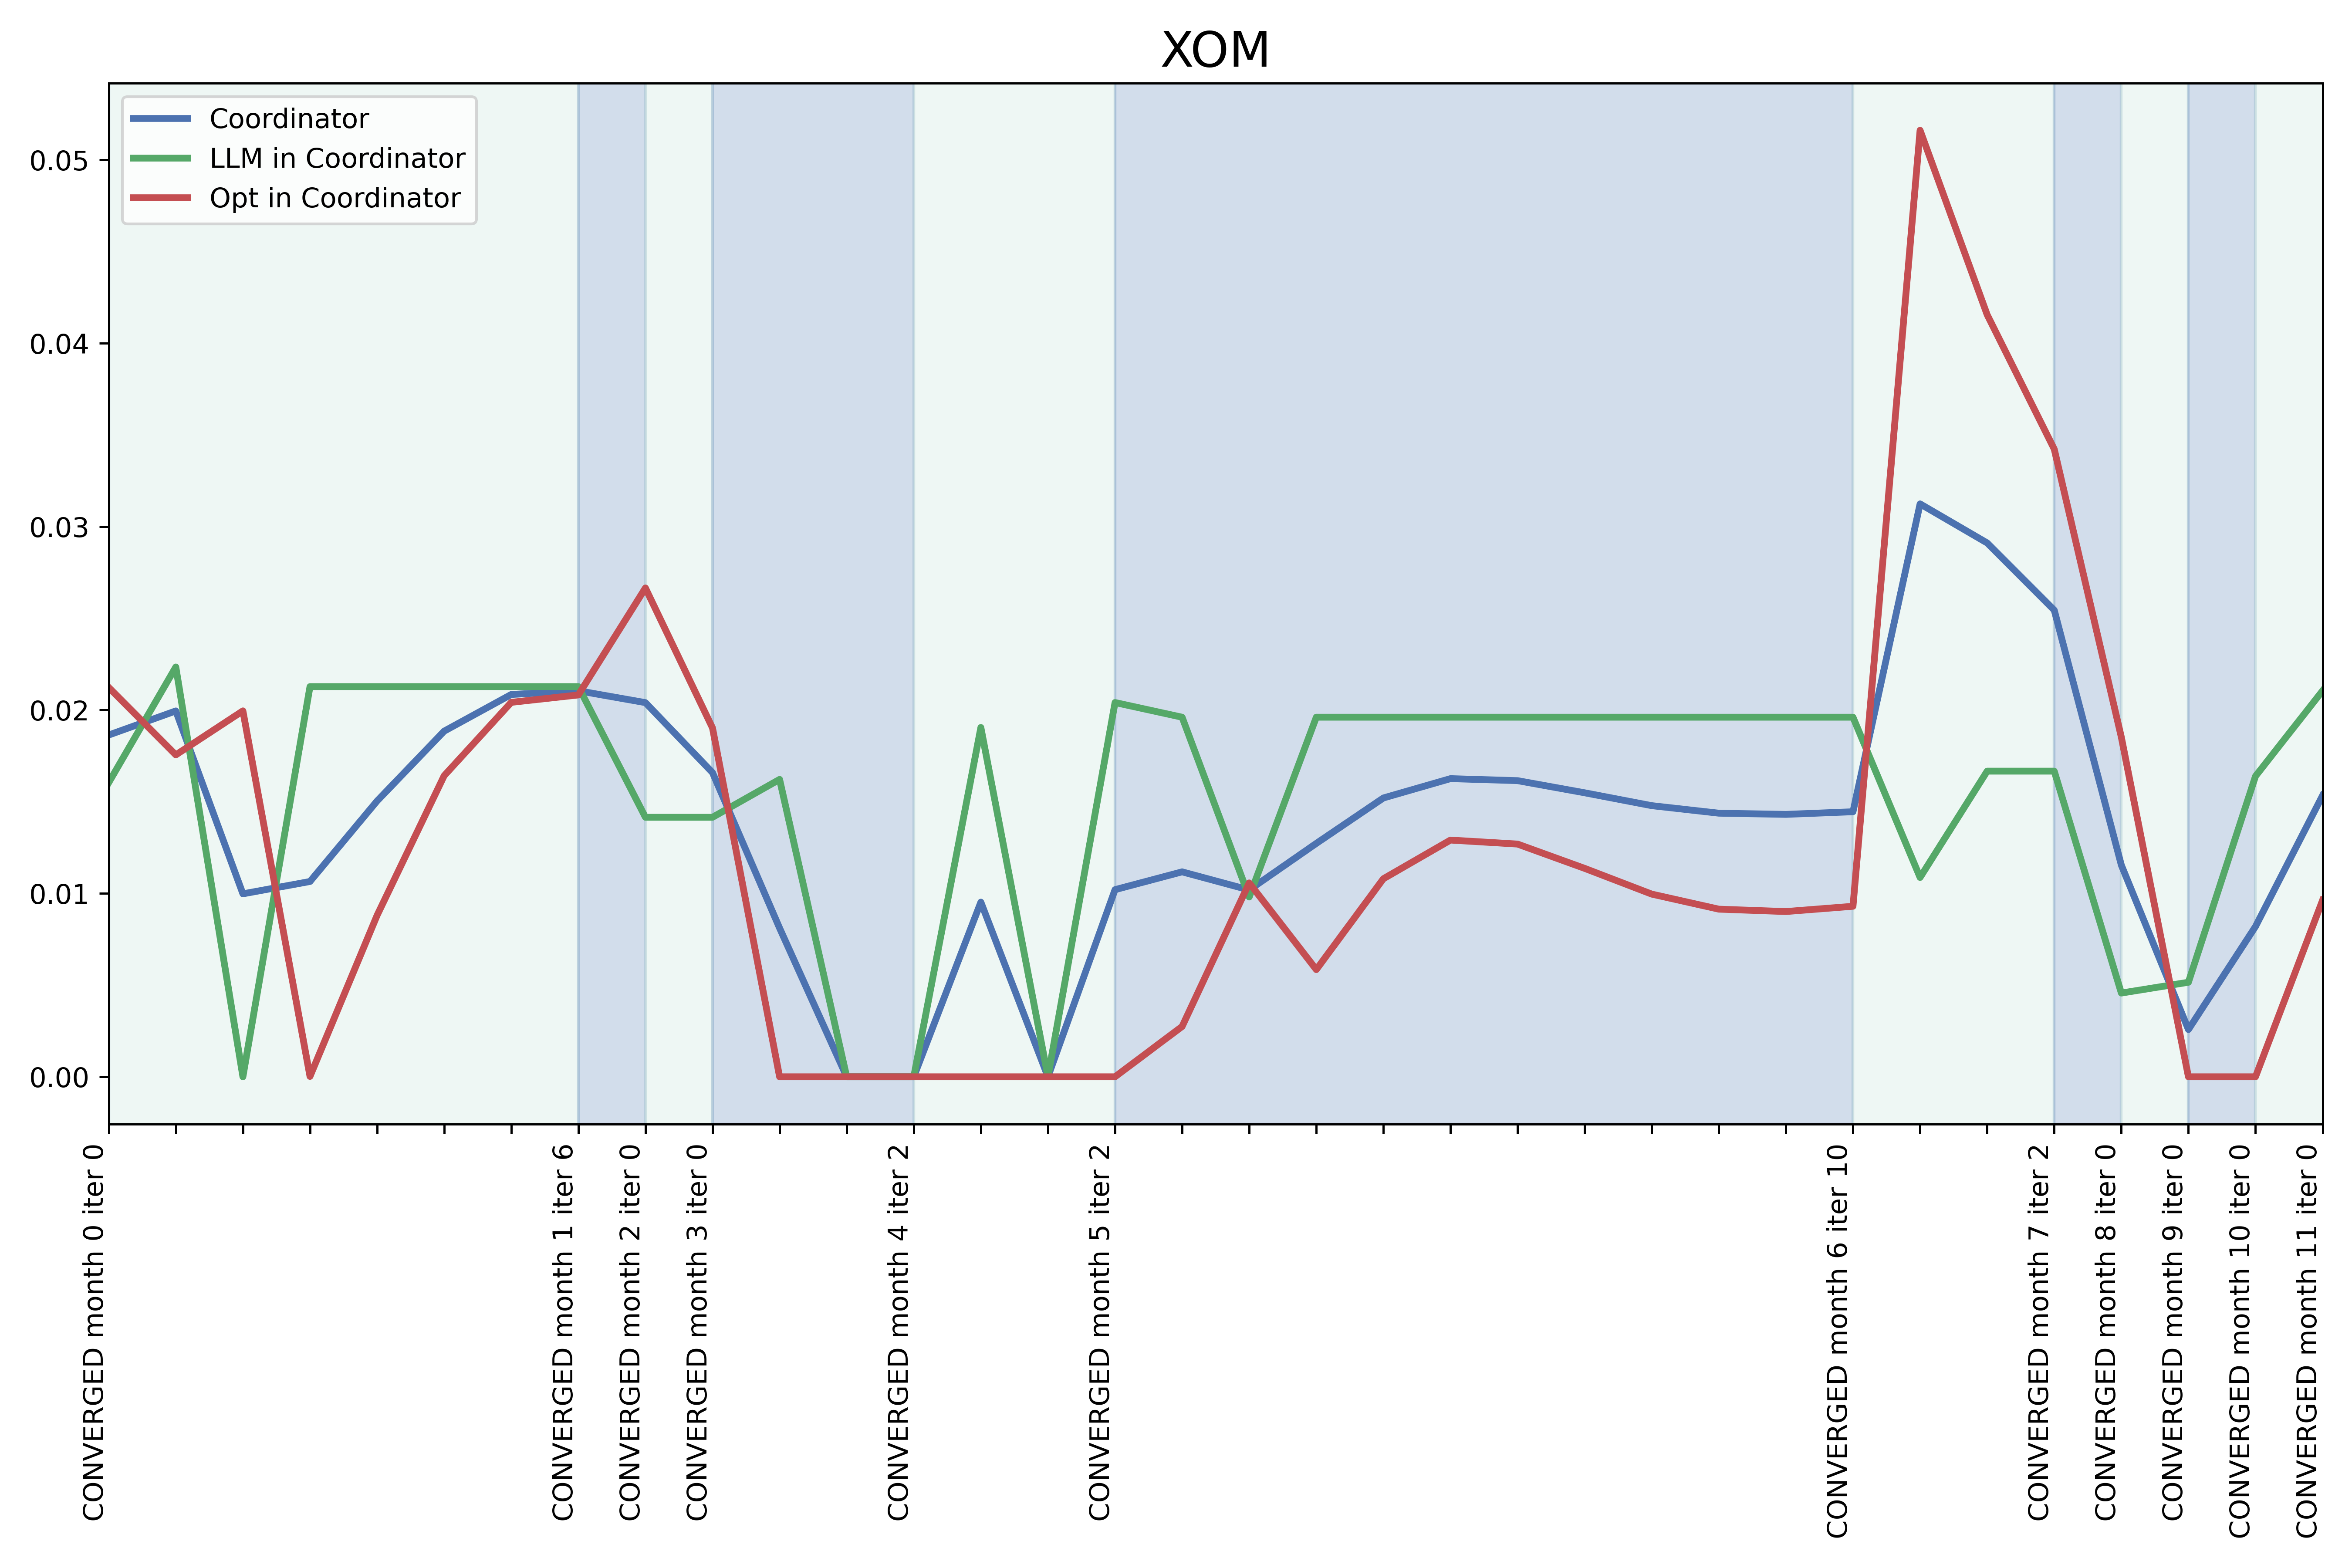 XOM
Coordinator
LLM in Coordinator
Opt in Coordinator
0.05
0.04
0.03
0.02
0.01
0.00
CONVERGED month 0 iter 0
CONVERGED month 1 iter 6
CONVERGED month 2 iter 0
CONVERGED month 3 iter 0
CONVERGED month 4 iter 2
CONVERGED month 5 iter 2
CONVERGED month 6 iter 10
CONVERGED month 7 iter 2
CONVERGED month 8 iter 0
CONVERGED month 9 iter 0
CONVERGED month 10 iter 0
CONVERGED month 11 iter 0